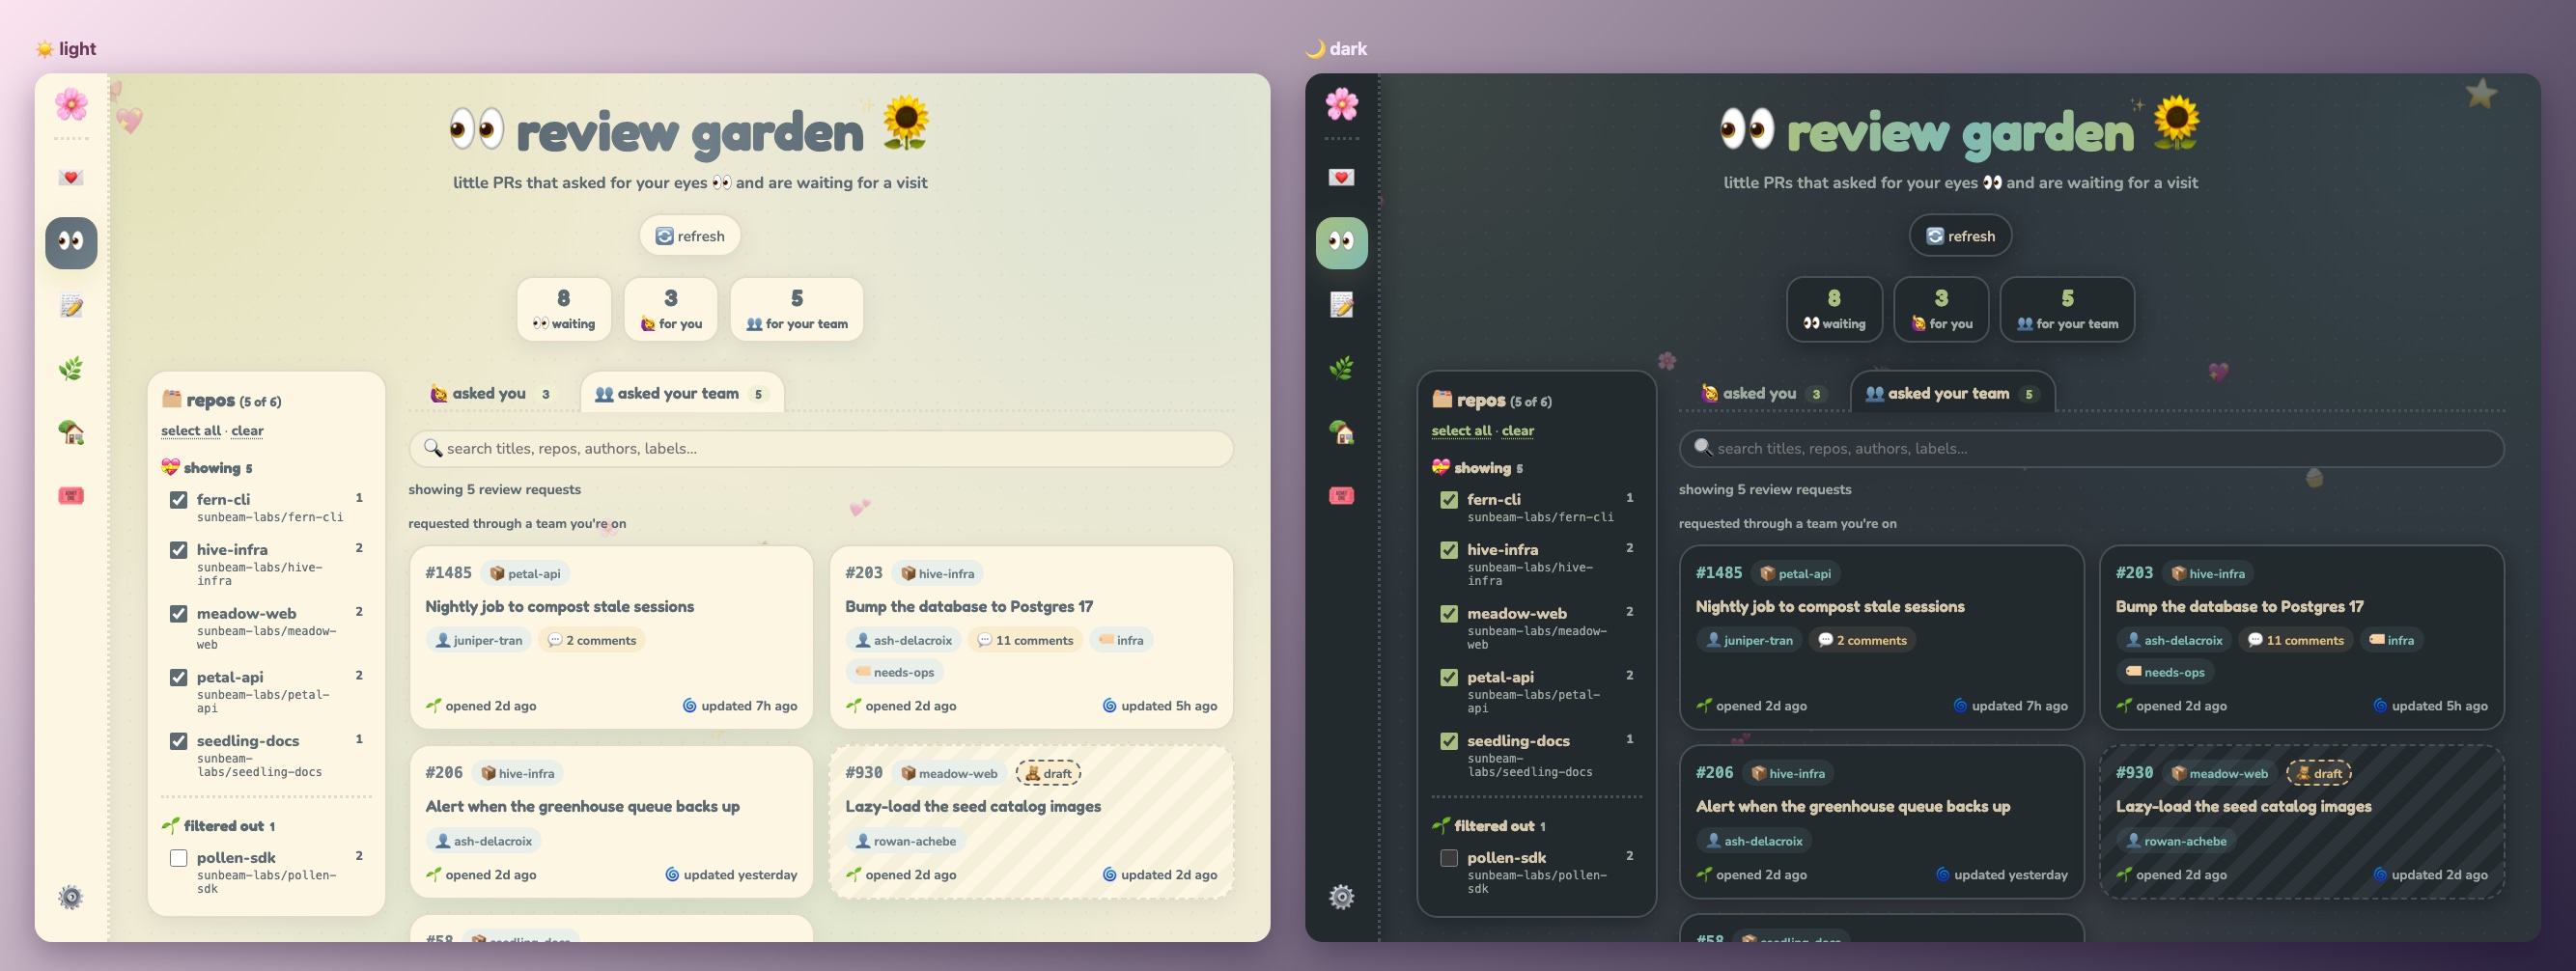 light
review garden
little PRs that asked for your eyes and are waiting for a visit
refresh
8
waiting
3
for you
5
for your team
repos (5 of 6)
select all · clear
showing 5
fern-cli 1
sunbeam-labs/fern-cli
hive-infra 2
sunbeam-labs/hive-
infra
meadow-web 2
sunbeam-labs/meadow-
web
petal-api 2
sunbeam-labs/petal-
api
seedling-docs 1
sunbeam-
labs/seedling-docs
filtered out 1
pollen-sdk 2
sunbeam-labs/pollen-
sdk
asked you 3
asked your team 5
search titles, repos, authors, labels...
showing 5 review requests
requested through a team you're on
#1485 petal-api
Nightly job to compost stale sessions
juniper-tran 2 comments
opened 2d ago updated 7h ago
#203 hive-infra
Bump the database to Postgres 17
ash-delacroix 11 comments infra
needs-ops
opened 2d ago updated 5h ago
#206 hive-infra
Alert when the greenhouse queue backs up
ash-delacroix
opened 2d ago updated yesterday
#930 meadow-web draft
Lazy-load the seed catalog images
rowan-achebe
opened 2d ago updated 2d ago
#58 seedling-docs
dark
review garden
little PRs that asked for your eyes and are waiting for a visit
refresh
8
waiting
3
for you
5
for your team
repos (5 of 6)
select all · clear
showing 5
fern-cli 1
sunbeam-labs/fern-cli
hive-infra 2
sunbeam-labs/hive-
infra
meadow-web 2
sunbeam-labs/meadow-
web
petal-api 2
sunbeam-labs/petal-
api
seedling-docs 1
sunbeam-
labs/seedling-docs
filtered out 1
pollen-sdk 2
sunbeam-labs/pollen-
sdk
asked you 3
asked your team 5
search titles, repos, authors, labels...
showing 5 review requests
requested through a team you're on
#1485 petal-api
Nightly job to compost stale sessions
juniper-tran 2 comments
opened 2d ago updated 7h ago
#203 hive-infra
Bump the database to Postgres 17
ash-delacroix 11 comments infra
needs-ops
opened 2d ago updated 5h ago
#206 hive-infra
Alert when the greenhouse queue backs up
ash-delacroix
opened 2d ago updated yesterday
#930 meadow-web draft
Lazy-load the seed catalog images
rowan-achebe
opened 2d ago updated 2d ago
#58 seedling-docs